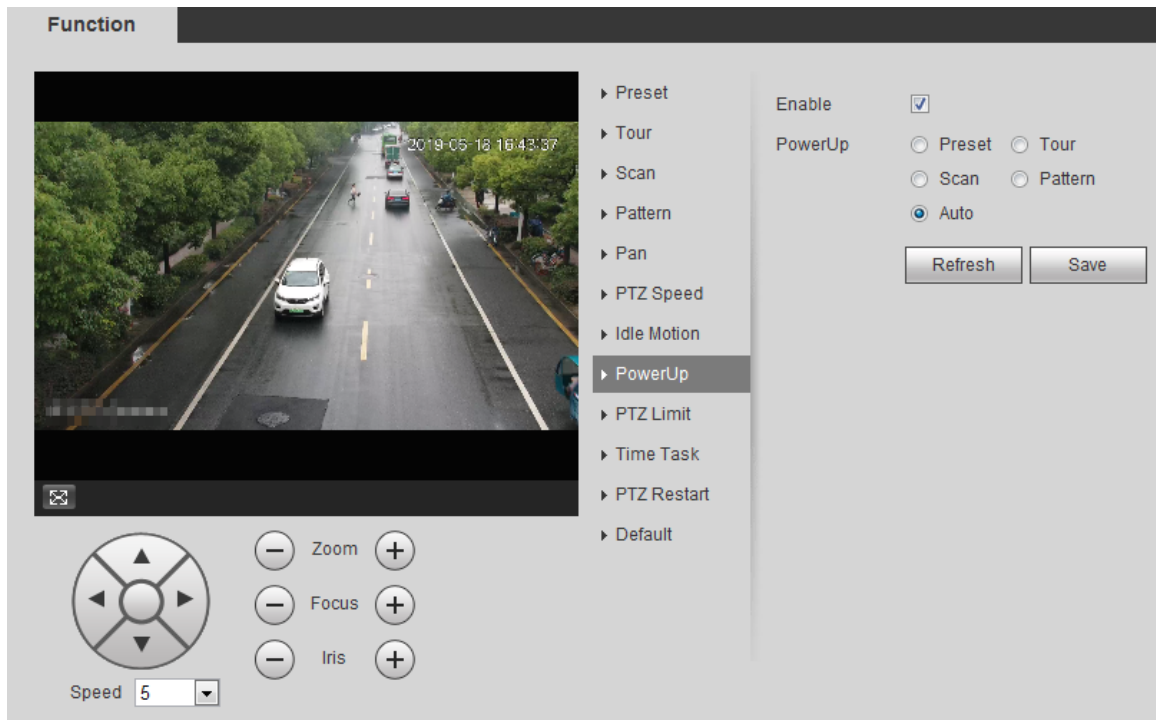 Function
2019-05-18 16:43:37
Preset
Tour
Scan
Pattern
Pan
PTZ Speed
Idle Motion
PowerUp
PTZ Limit
Time Task
PTZ Restart
Default
Enable
PowerUp
Preset Tour
Scan Pattern
Auto
Refresh Save
Zoom
Focus
Iris
Speed 5